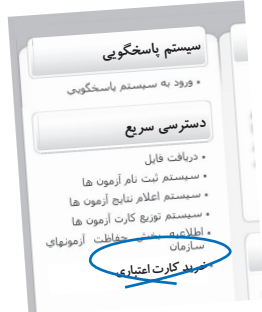 سیستم پاسخگویی
• ورود به سیستم پاسخگویی
دسترسی سریع
• دریافت فایل
• سیستم ثبت نام آزمون ها
• سیستم اعلام نتایج آزمون ها
• سیستم توزیع کارت آزمون ها
• اطلاعیه بخش حفاظت آزمونهای
سازمان
• خرید کارت اعتباری